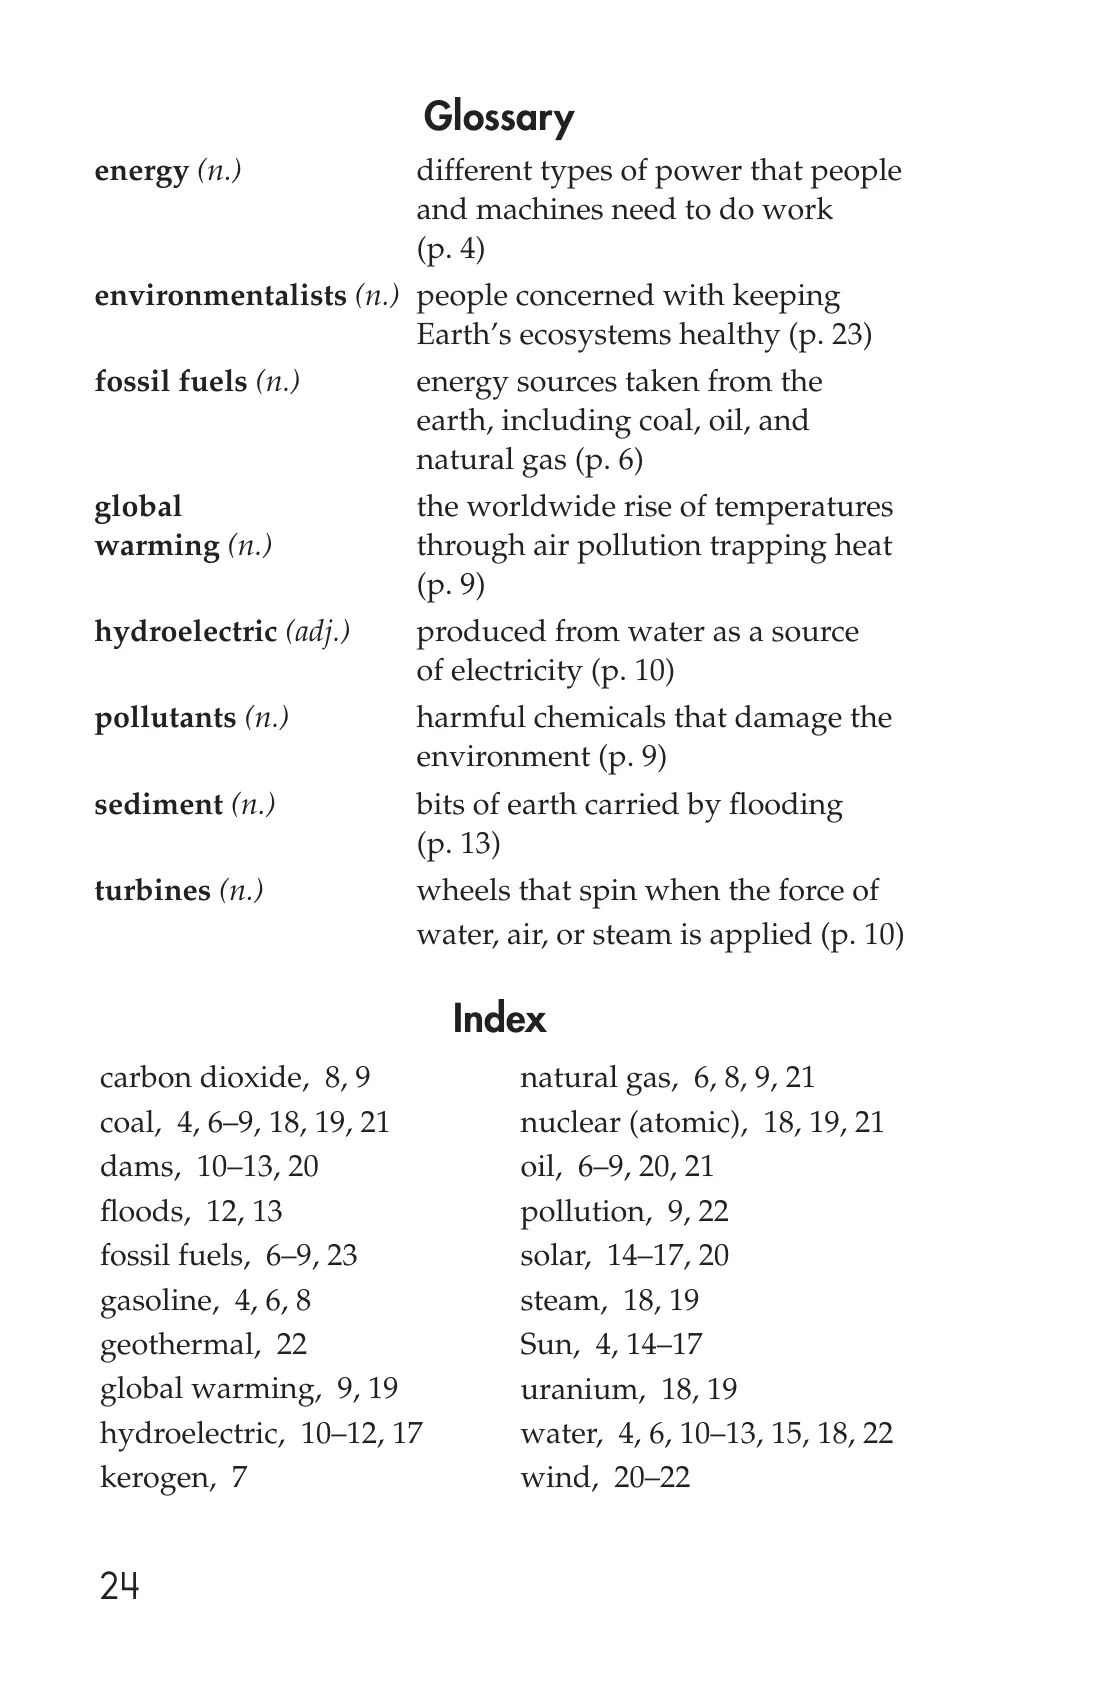 Glossary
energy (n.) different types of power that people
and machines need to do work
(p. 4)
environmentalists (n.) people concerned with keeping
Earth’s ecosystems healthy (p. 23)
fossil fuels (n.) energy sources taken from the
earth, including coal, oil, and
natural gas (p. 6)
global the worldwide rise of temperatures
warming (n.) through air pollution trapping heat
(p. 9)
hydroelectric (adj.) produced from water as a source
of electricity (p. 10)
pollutants (n.) harmful chemicals that damage the
environment (p. 9)
sediment (n.) bits of earth carried by flooding
(p. 13)
turbines (n.) wheels that spin when the force of
water, air, or steam is applied (p. 10)
Index
carbon dioxide, 8, 9
coal, 4, 6–9, 18, 19, 21
dams, 10–13, 20
floods, 12, 13
fossil fuels, 6–9, 23
gasoline, 4, 6, 8
geothermal, 22
global warming, 9, 19
hydroelectric, 10–12, 17
kerogen, 7
natural gas, 6, 8, 9, 21
nuclear (atomic), 18, 19, 21
oil, 6–9, 20, 21
pollution, 9, 22
solar, 14–17, 20
steam, 18, 19
Sun, 4, 14–17
uranium, 18, 19
water, 4, 6, 10–13, 15, 18, 22
wind, 20–22
24